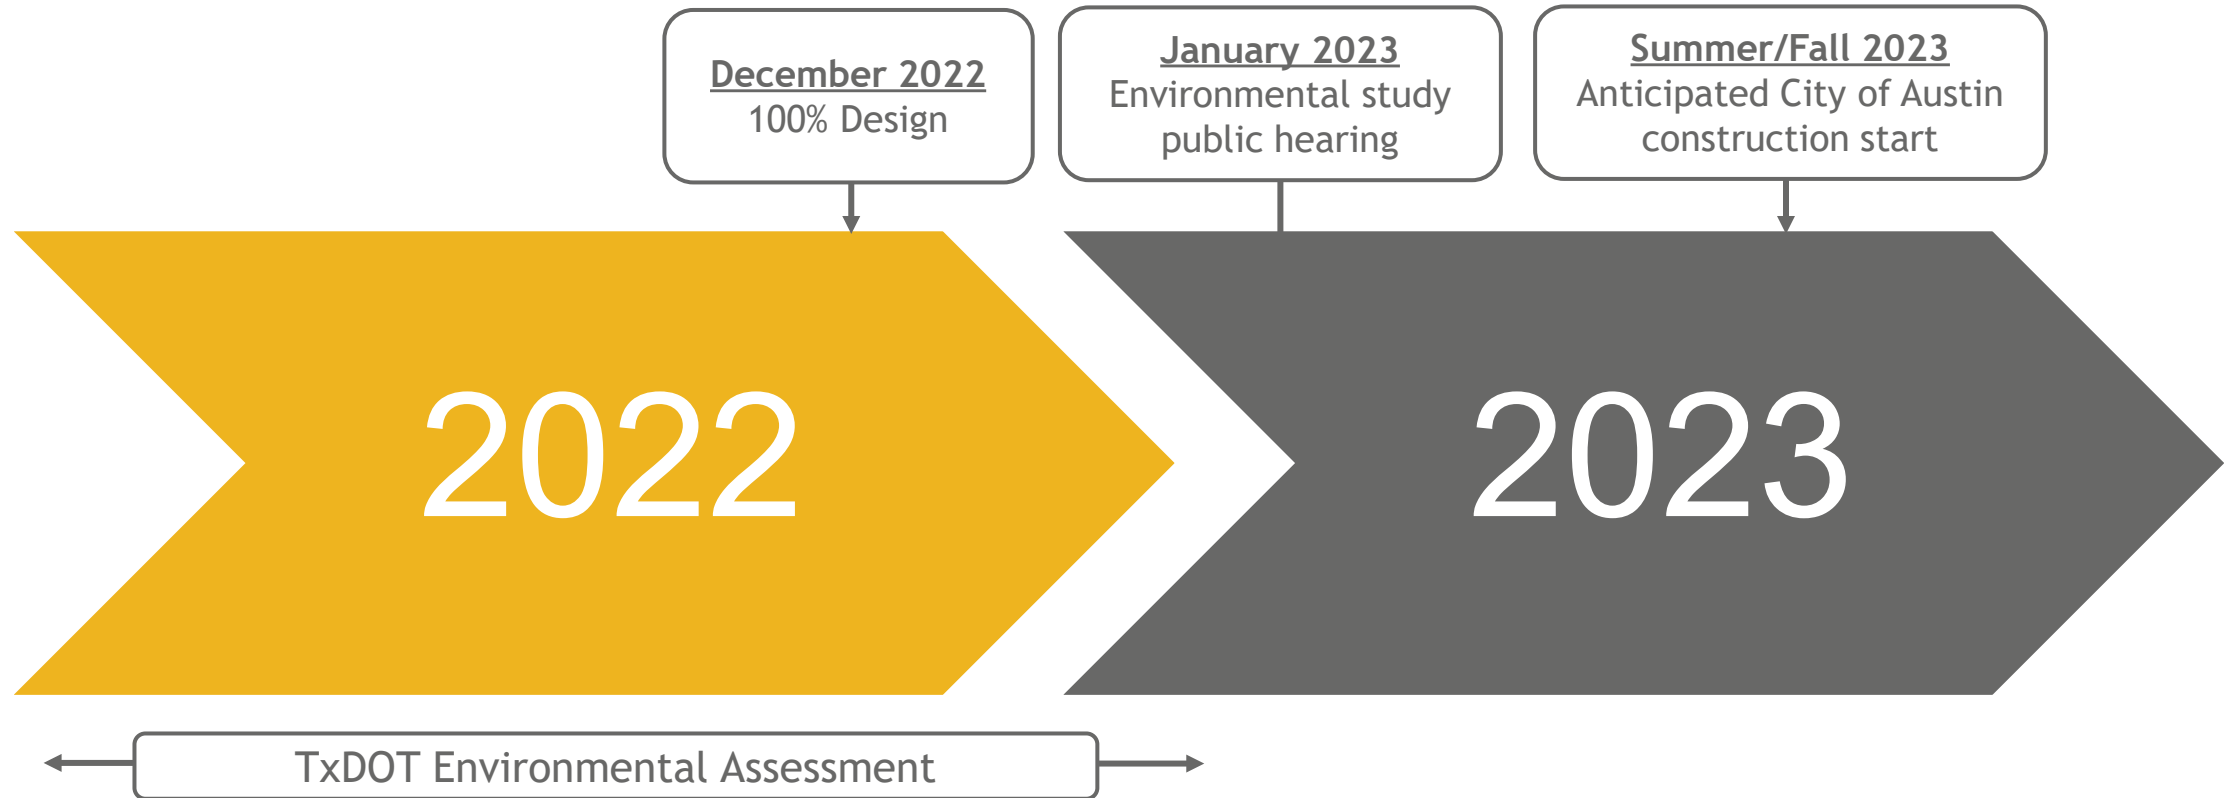 December 2022
100% Design
January 2023
Environmental study
public hearing
Summer/Fall 2023
Anticipated City of Austin
construction start
2022
2023
TxDOT Environmental Assessment